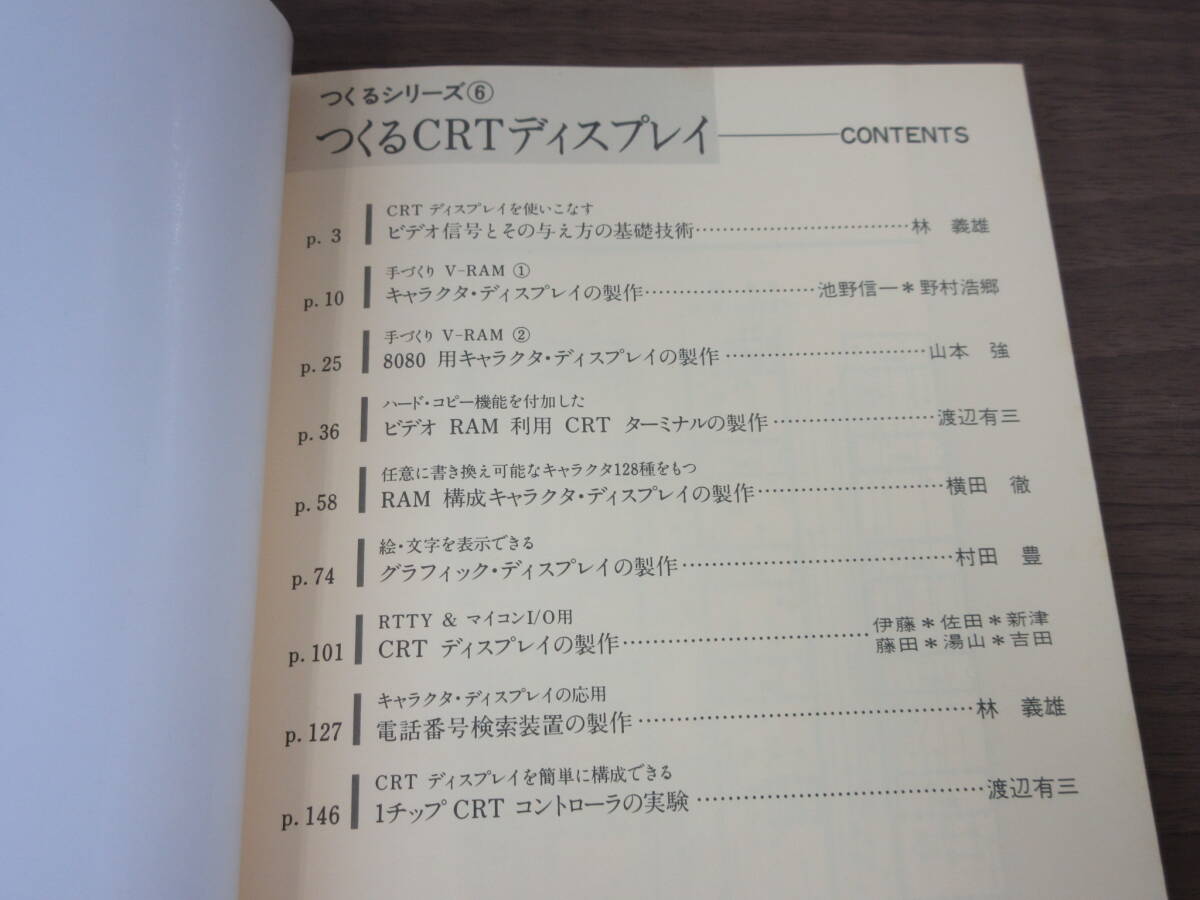 つくるシリーズ⑥
つくるCRTディスプレイ————CONTENTS
CRT ディスプレイを使いこなす
p. 3 ビデオ信号とその与え方の基礎技術……………………………林 義雄
手づくり V-RAM ①
p. 10 キャラクタ・ディスプレイの製作……………………池野信一＊野村浩郷
手づくり V-RAM ②
p. 25 8080 用キャラクタ・ディスプレイの製作…………………………山本 強
ハード・コピー機能を付加した
p. 36 ビデオ RAM 利用 CRT ターミナルの製作……………………渡辺有三
任意に書き換え可能なキャラクタ128種をもつ
p. 58 RAM 構成キャラクタ・ディスプレイの製作………………………横田 徹
絵・文字を表示できる
p. 74 グラフィック・ディスプレイの製作…………………………………村田 豊
RTTY & マイコンI/O用
p. 101 CRT ディスプレイの製作………………………………伊藤＊佐田＊新津
藤田＊湯山＊吉田
キャラクタ・ディスプレイの応用
p. 127 電話番号検索装置の製作…………………………………………林 義雄
CRT ディスプレイを簡単に構成できる
p. 146 1チップ CRT コントローラの実験…………………………………渡辺有三